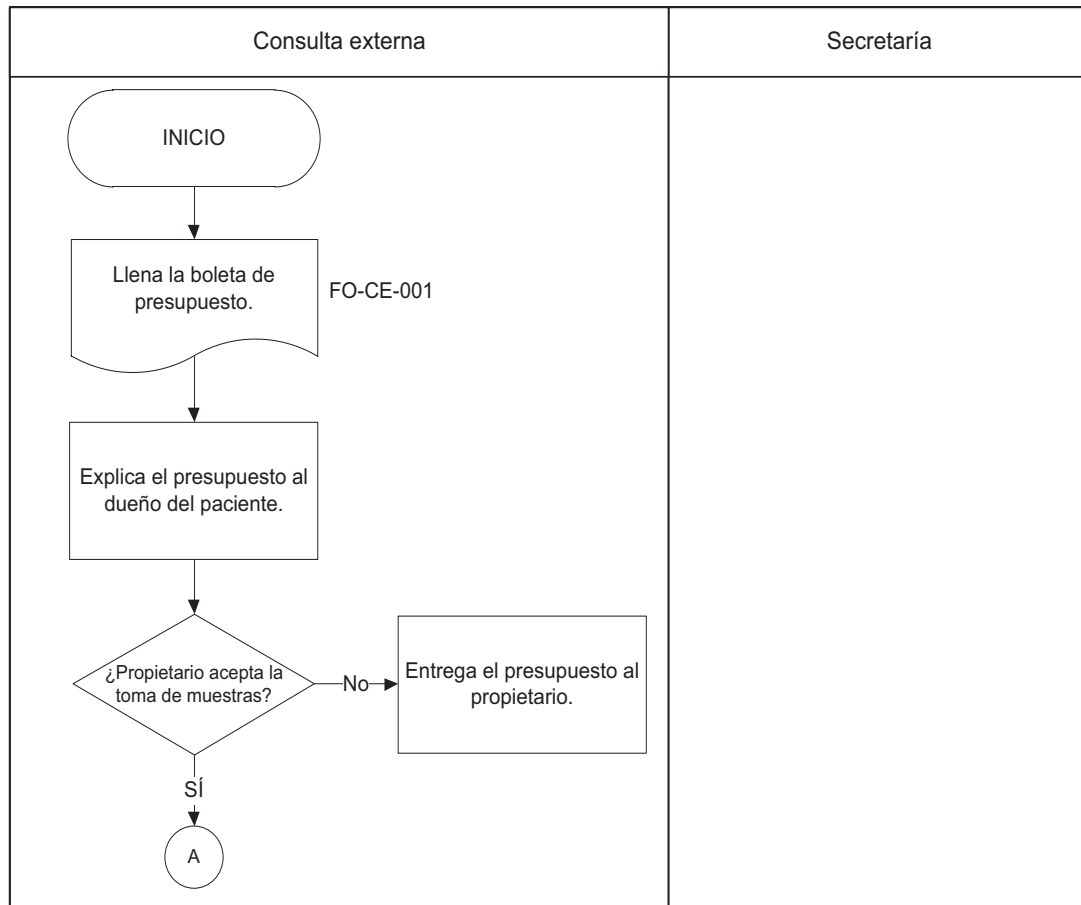 Consulta externa
Secretaría
INICIO
Llena la boleta de
presupuesto.
FO-CE-001
Explica el presupuesto al
dueño del paciente.
¿Propietario acepta la
toma de muestras?
No
Entrega el presupuesto al
propietario.
SÍ
A